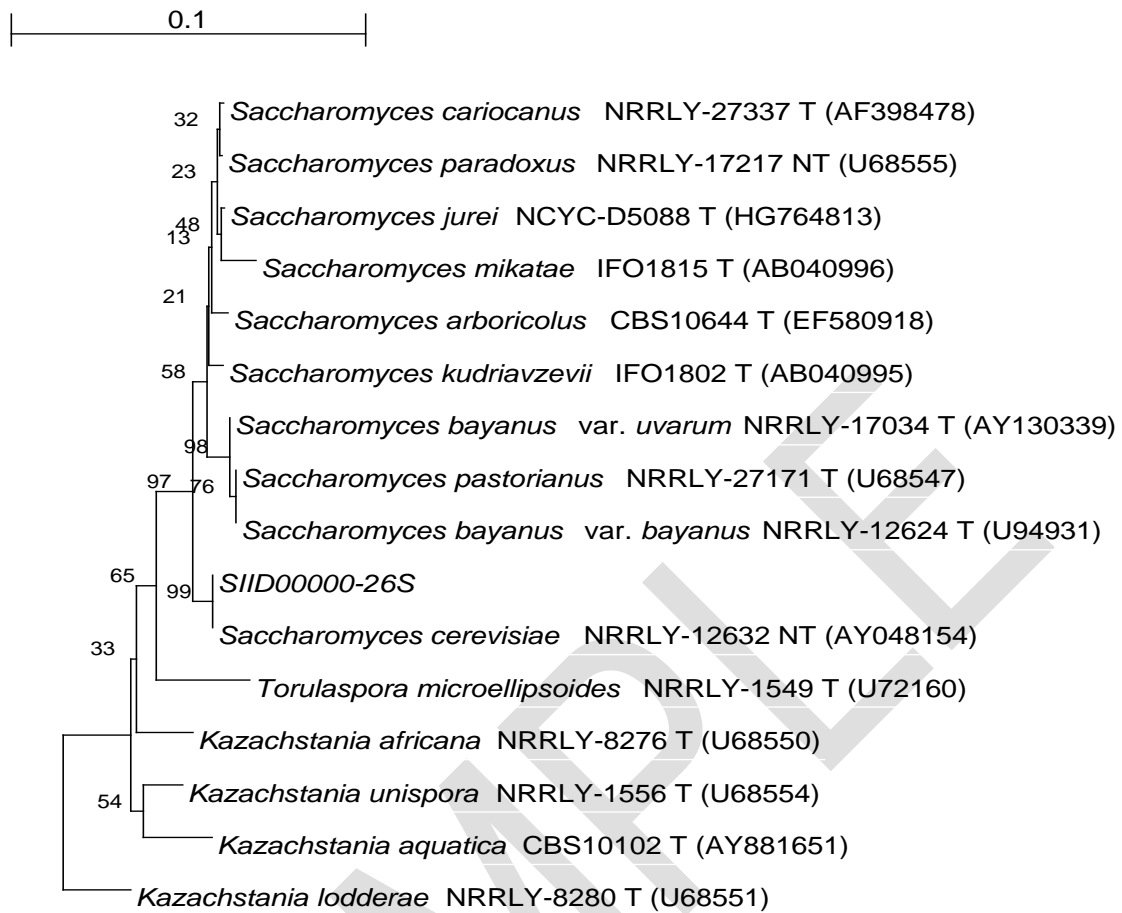 0.1
Saccharomyces cariocanus NRRLY-27337 T (AF398478)
32
Saccharomyces paradoxus NRRLY-17217 NT (U68555)
23
Saccharomyces jurei NCYC-D5088 T (HG764813)
48
13
Saccharomyces mikatae IFO1815 T (AB040996)
21
Saccharomyces arboricolus CBS10644 T (EF580918)
58
Saccharomyces kudriavzevii IFO1802 T (AB040995)
Saccharomyces bayanus var. uvarum NRRLY-17034 T (AY130339)
98
97
76
Saccharomyces pastorianus NRRLY-27171 T (U68547)
Saccharomyces bayanus var. bayanus NRRLY-12624 T (U94931)
65
99
SIID00000-26S
Saccharomyces cerevisiae NRRLY-12632 NT (AY048154)
33
Torulaspora microellipsoides NRRLY-1549 T (U72160)
Kazachstania africana NRRLY-8276 T (U68550)
54
Kazachstania unispora NRRLY-1556 T (U68554)
Kazachstania aquatica CBS10102 T (AY881651)
Kazachstania lodderae NRRLY-8280 T (U68551)
MPLE